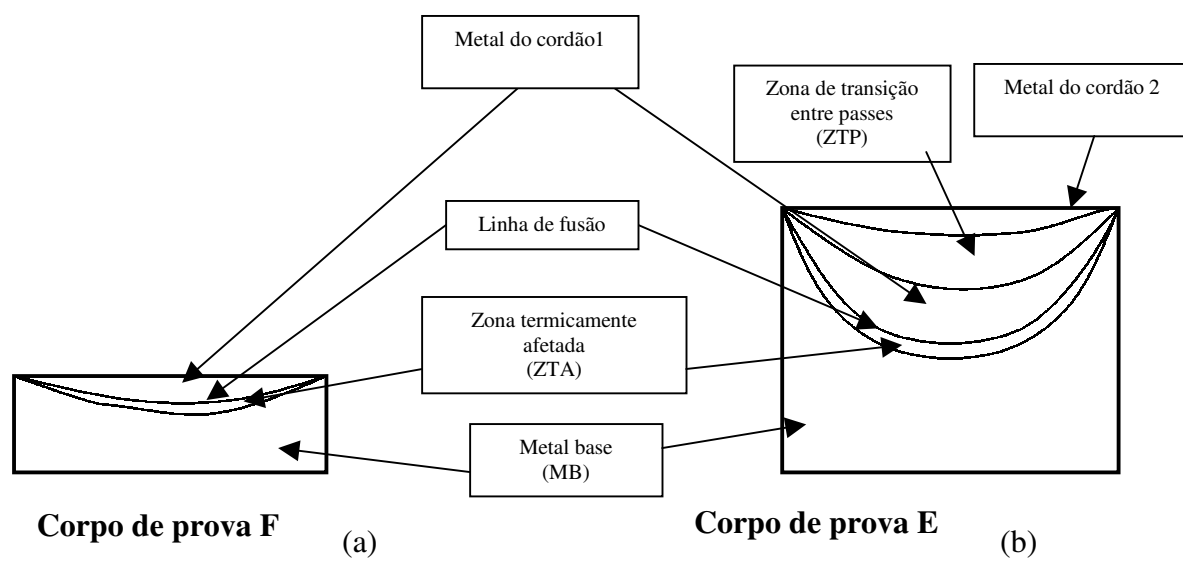 Metal do cordão1
Zona de transição
entre passes
(ZTP)
Metal do cordão 2
Linha de fusão
Zona termicamente
afetada
(ZTA)
Metal base
(MB)
Corpo de prova F
(a)
Corpo de prova E
(b)